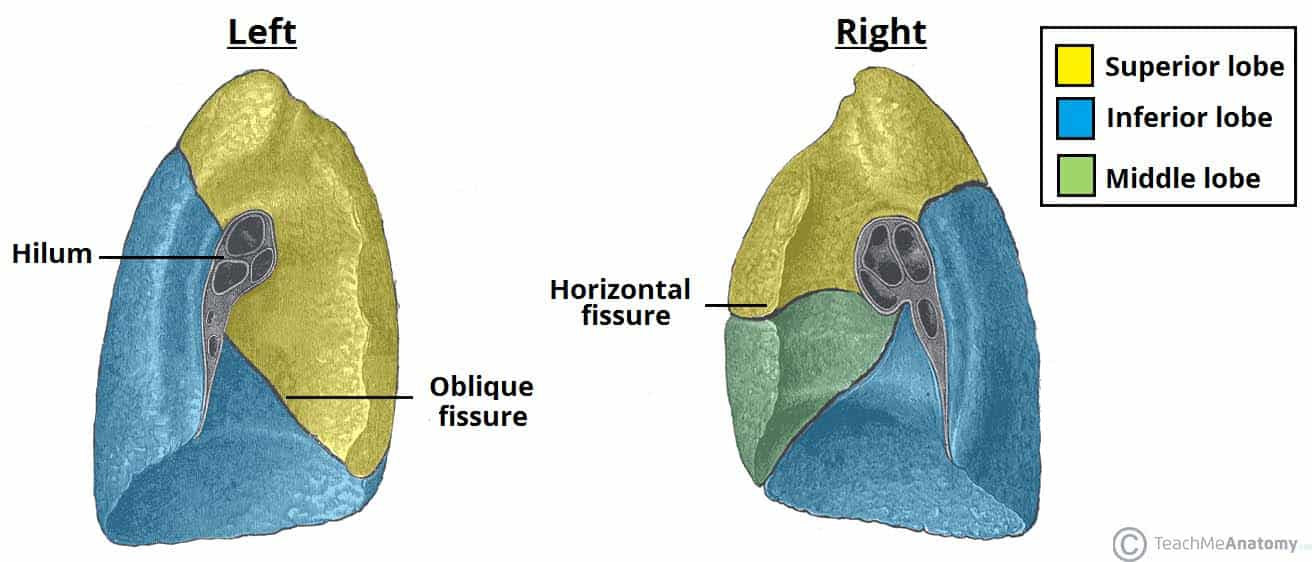 Left
Right
Superior lobe
Inferior lobe
Middle lobe
Hilum
Horizontal
fissure
Oblique
fissure
© TeachMeAnatomy